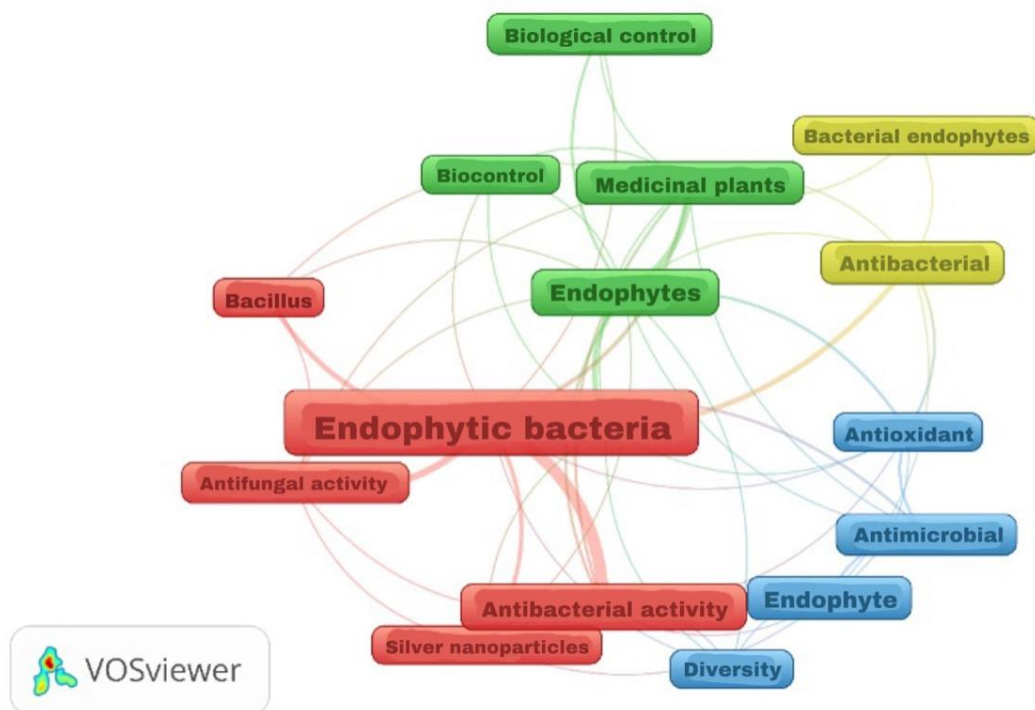 Biological control
Bacterial endophytes
Biocontrol
Medicinal plants
Antibacterial
Endophytes
Bacillus
Endophytic bacteria
Antioxidant
Antifungal activity
Antimicrobial
Antibacterial activity
Endophyte
Silver nanoparticles
Diversity
VOSviewer